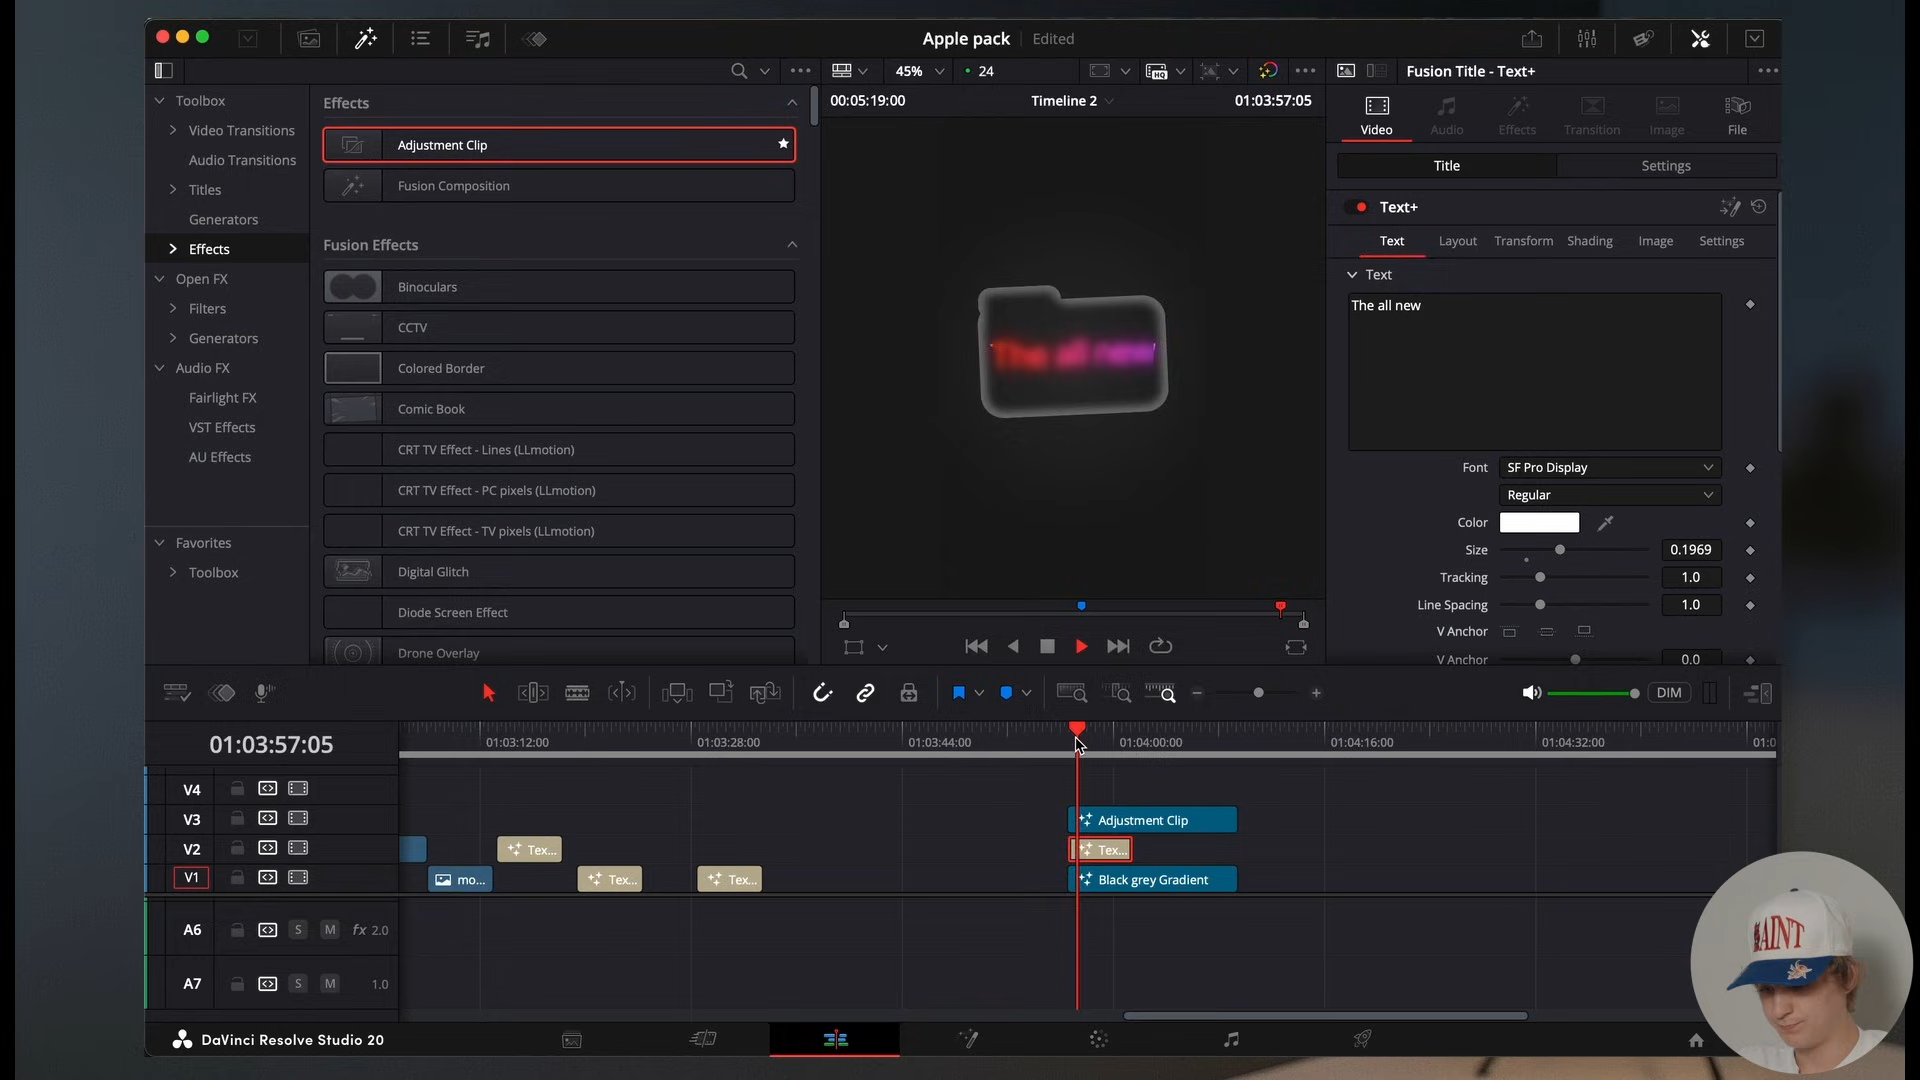 Apple pack
Edited
45%
24
Fusion Title - Text+
Toolbox
Video Transitions
Audio Transitions
Titles
Generators
Effects
Open FX
Filters
Generators
Audio FX
Fairlight FX
VST Effects
AU Effects
Favorites
Toolbox
Effects
Adjustment Clip
Fusion Composition
Fusion Effects
Binoculars
CCTV
Colored Border
Comic Book
CRT TV Effect - Lines (LLmotion)
CRT TV Effect - PC pixels (LLmotion)
CRT TV Effect - TV pixels (LLmotion)
Digital Glitch
Diode Screen Effect
Drone Overlay
00:05:19:00
Timeline 2
01:03:57:05
The all new
Video
Audio
Effects
Transition
Image
File
Title
Settings
Text+
Text
Layout
Transform
Shading
Image
Settings
Text
The all new
Font
SF Pro Display
Regular
Color
Size
0.1969
Tracking
1.0
Line Spacing
1.0
V Anchor
V Anchor
0.0
DIM
01:03:57:05
01:03:12:00
01:03:28:00
01:03:44:00
01:04:00:00
01:04:16:00
01:04:32:00
01:0
V4
V3
Adjustment Clip
V2
Tex...
Tex...
V1
mo...
Tex...
Tex...
Black grey Gradient
A6
S
M
fx 2.0
A7
S
M
1.0
DaVinci Resolve Studio 20
HQ
SAINT